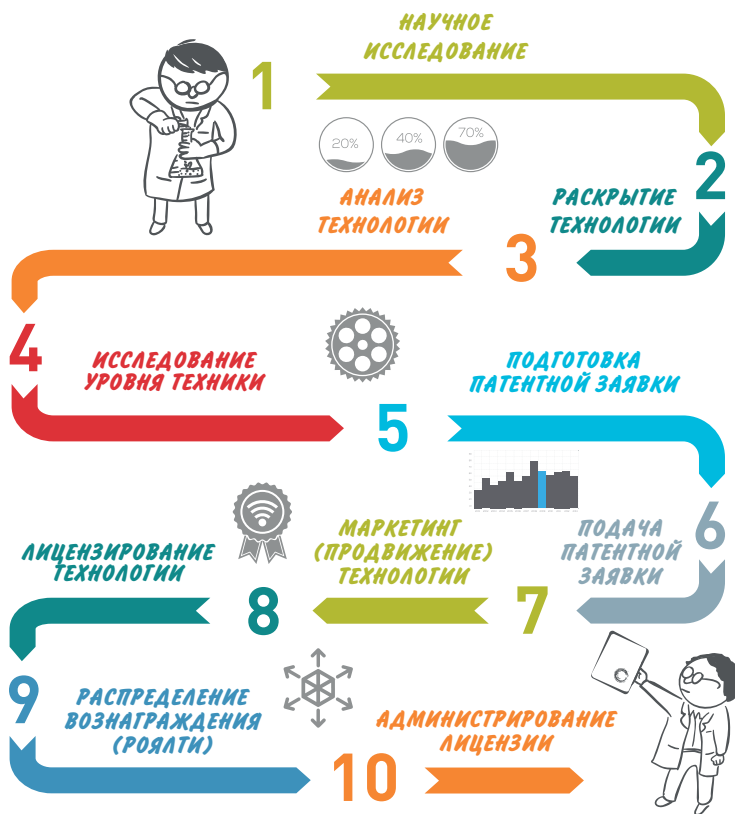 1
НАУЧНОЕ
ИССЛЕДОВАНИЕ
20%
40%
70%
2
РАСКРЫТИЕ
ТЕХНОЛОГИИ
3
АНАЛИЗ
ТЕХНОЛОГИИ
4
ИССЛЕДОВАНИЕ
УРОВНЯ ТЕХНИКИ
5
ПОДГОТОВКА
ПАТЕНТНОЙ ЗАЯВКИ
6
ПОДАЧА
ПАТЕНТНОЙ
ЗАЯВКИ
7
МАРКЕТИНГ
(ПРОДВИЖЕНИЕ)
ТЕХНОЛОГИИ
8
ЛИЦЕНЗИРОВАНИЕ
ТЕХНОЛОГИИ
9
РАСПРЕДЕЛЕНИЕ
ВОЗНАГРАЖДЕНИЯ
(РОЯЛТИ)
10
АДМИНИСТРИРОВАНИЕ
ЛИЦЕНЗИИ